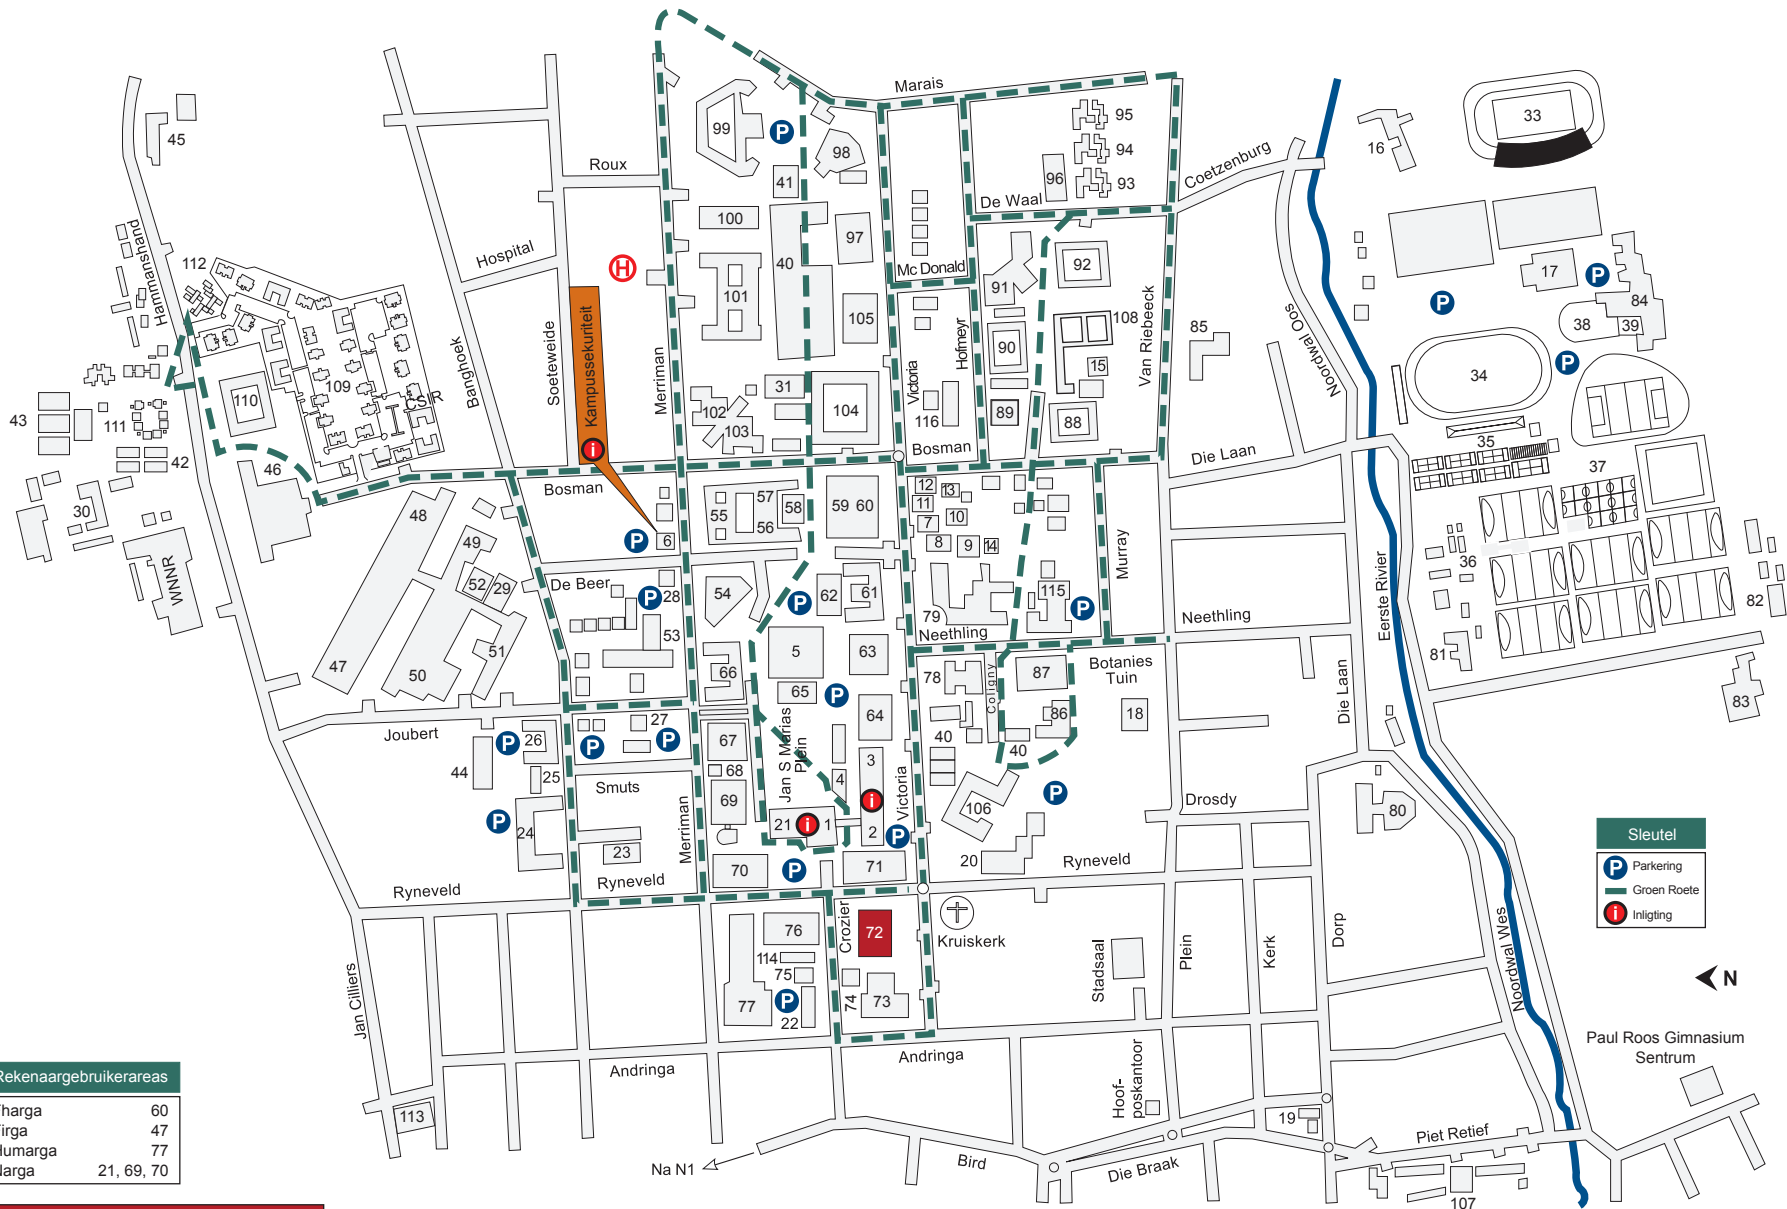 Marais
33
45
99
P
98
95
94
93
96
16
Coetzenburg
Roux
41
De Waal
100
97
40
Hammanshand
Hospital
H
112
Mc Donald
92
91
17
P
P
84
101
105
108
38
39
Kampussekuriteit
Soeteweide
Banghoek
Merriman
Victoria
Hofmeyr
Van Riebeeck
Noordwal Oos
90
15
85
34
P
109
110
CSIR
31
102
103
104
116
89
88
43
111
42
i
Bosman
Die Laan
35
37
46
Bosman
30
48
55
57
56
58
59 60
12
13
11
7
10
8
9
14
Murray
Eerste Rivier
49
P
6
36
WNNR
52
29
De Beer
P
28
54
P
62
61
79
115
P
82
53
Neethling
Neethling
51
50
47
66
5
63
81
78
Coligny
87
Botanies
Tuin
83
65
P
64
86
18
Die Laan
Joubert
27
P
P
P
26
67
Jan S Marias
Plein
40
40
44
25
68
3
4
Smuts
69
i
Victoria
P
106
Drosdy
80
P
24
21
i
1
2
P
Merriman
23
20
Ryneveld
Sleutel
P Parkering
Groen Roete
i Inligting
70
P
71
Ryneveld
Ryneveld
Crozier
72
Kruiskerk
76
114
75
77
P
22
74
73
Stadsaal
Plein
Kerk
Dorp
Noordwal Wes
N
Jan Cilliers
Paul Roos Gimnasium
Sentrum
Andringa
Andringa
Hoof-
poskantoor
113
19
Piet Retief
Na N1
Bird
Die Braak
107
Rekenaargebruikerareas
harga 60
irga 47
Humarga 77
Narga 21, 69, 70